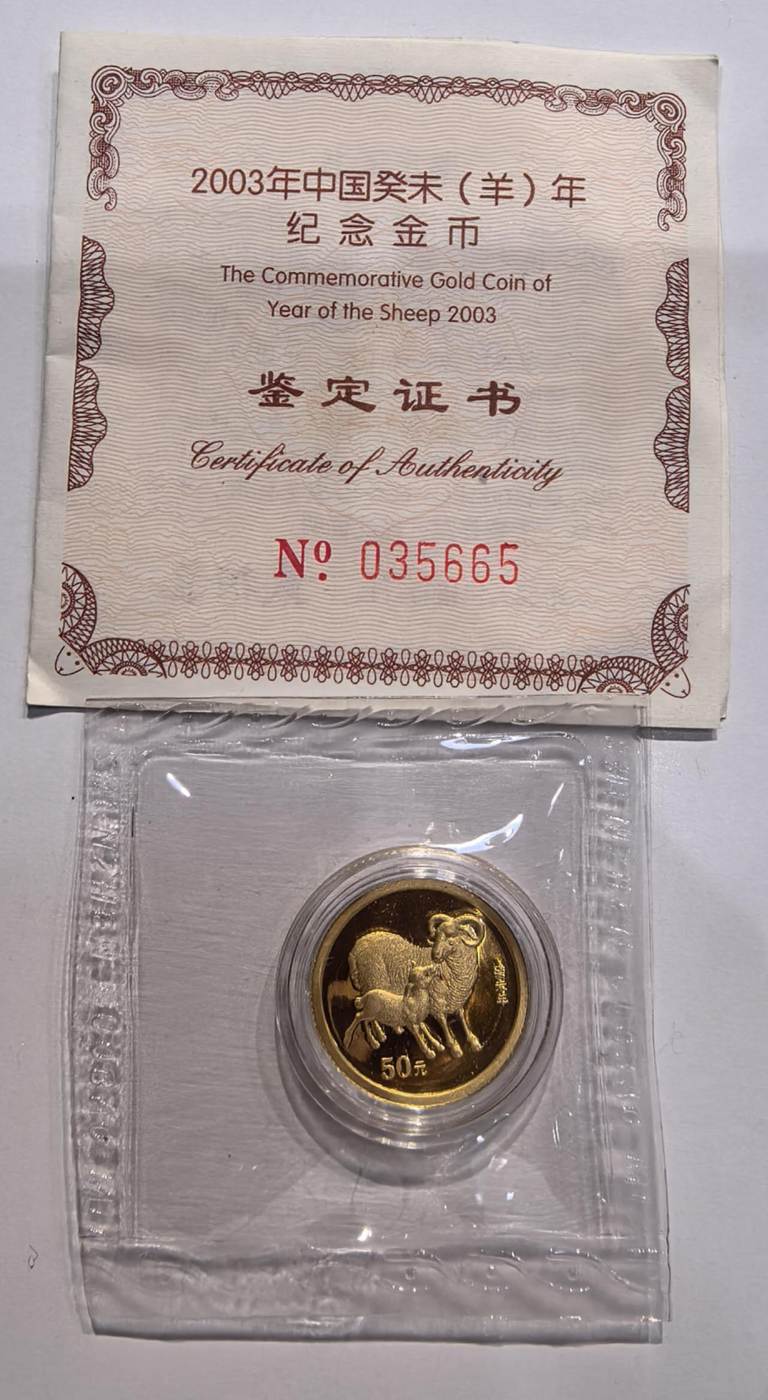 2003年中国癸未（羊）年
纪念金币
The Commemorative Gold Coin of
Year of the Sheep 2003
鉴定证书
Certificate of Authenticity
Nº 035665
50元